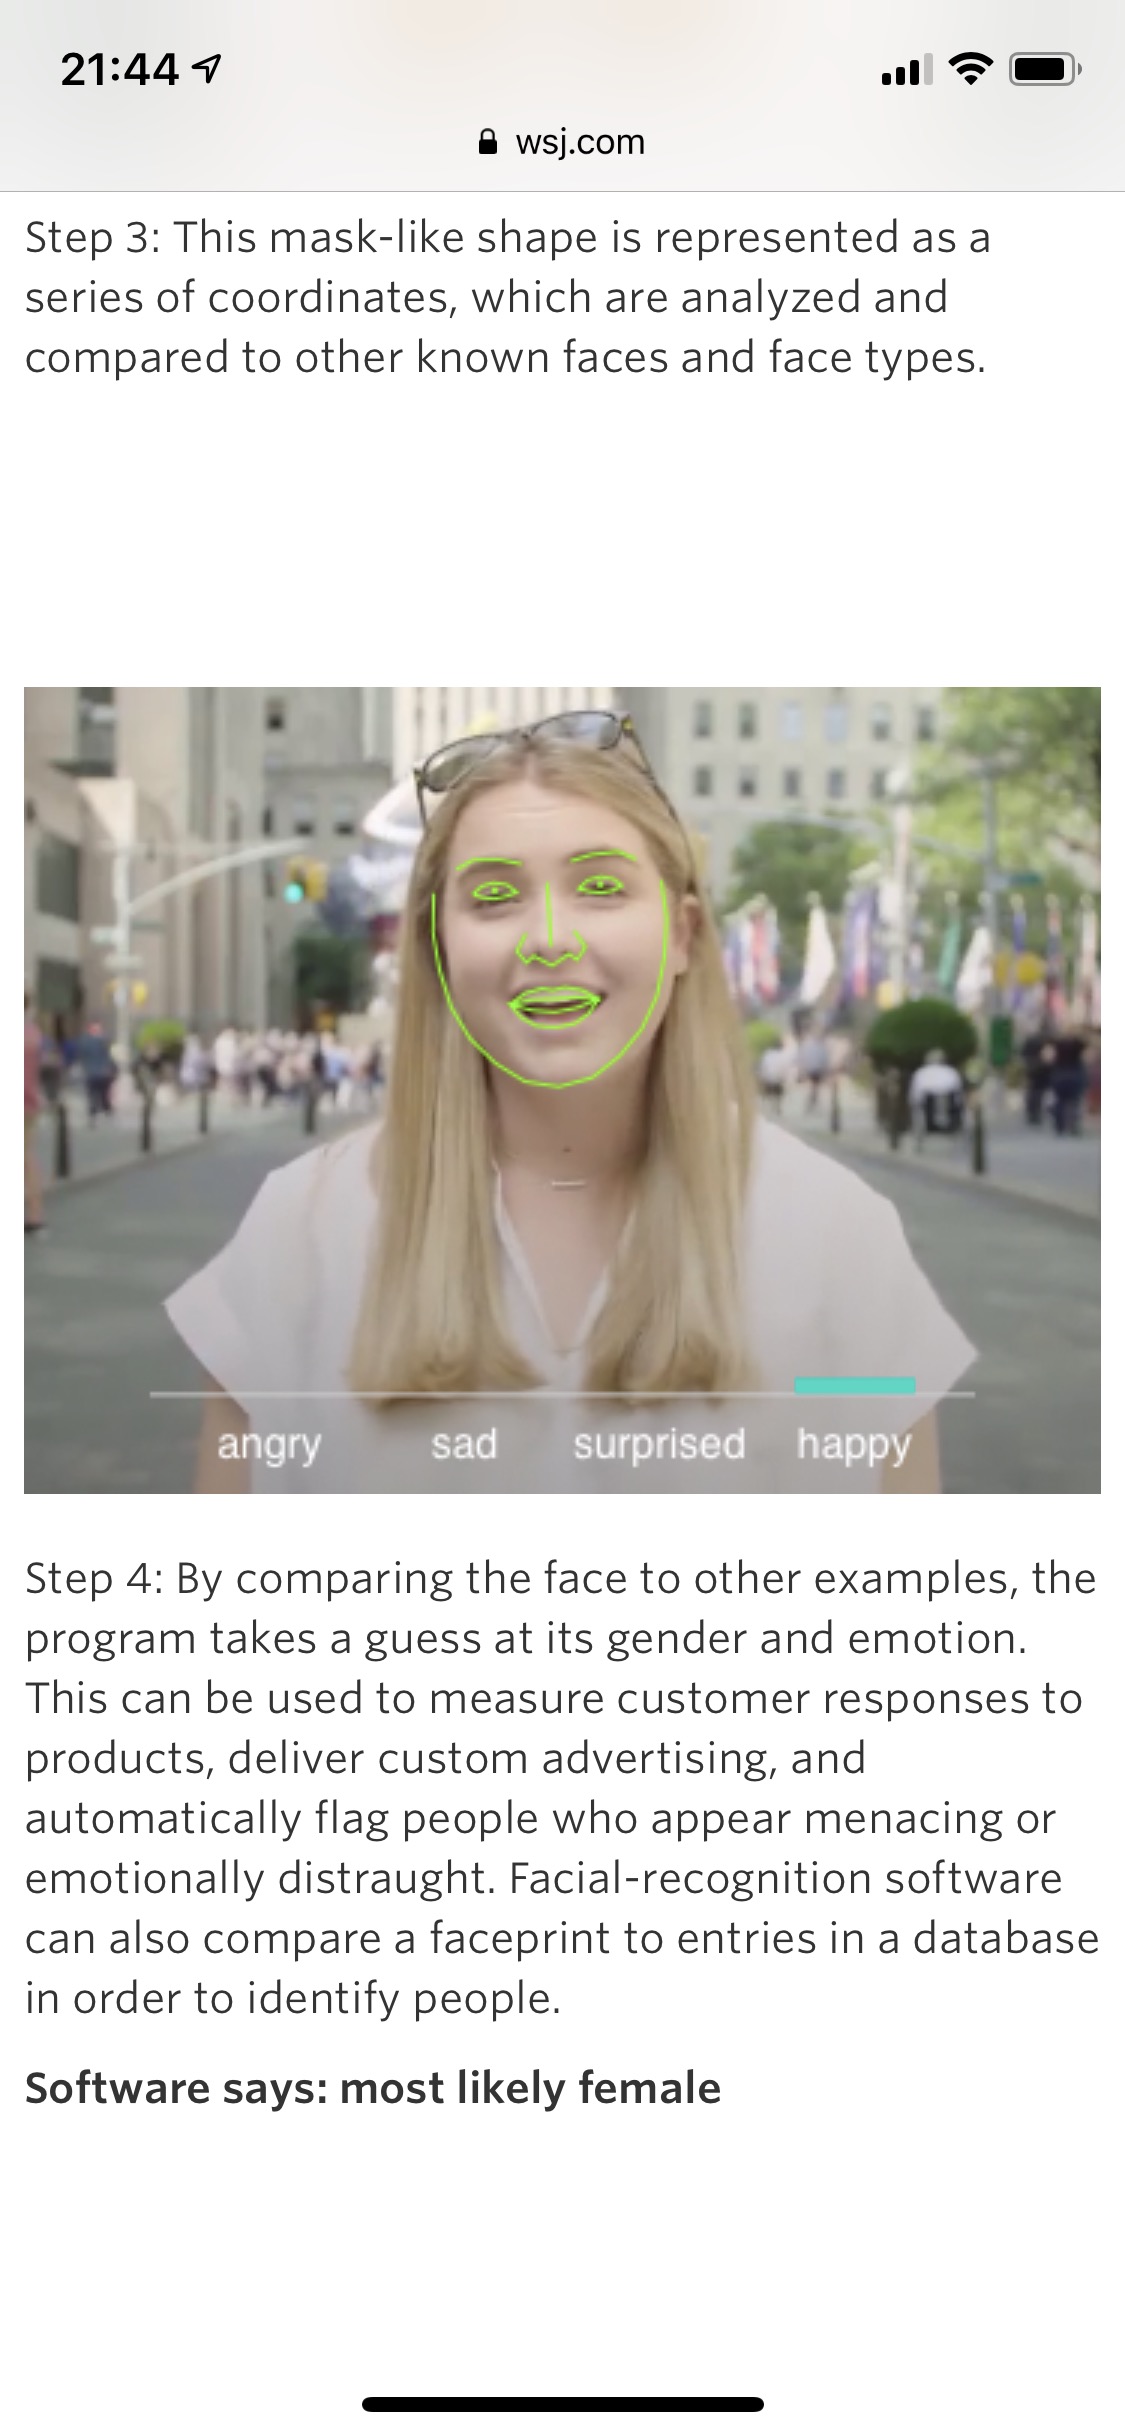 21:44
wsj.com
Step 3: This mask-like shape is represented as a
series of coordinates, which are analyzed and
compared to other known faces and face types.
angry sad surprised happy
Step 4: By comparing the face to other examples, the
program takes a guess at its gender and emotion.
This can be used to measure customer responses to
products, deliver custom advertising, and
automatically flag people who appear menacing or
emotionally distraught. Facial-recognition software
can also compare a faceprint to entries in a database
in order to identify people.
Software says: most likely female